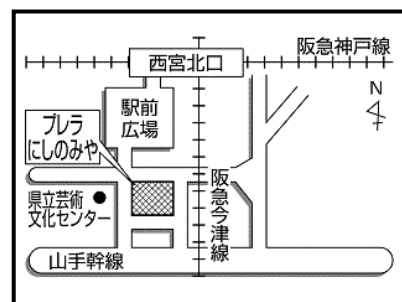 阪急神戸線
西宮北口
N
駅前
広場
プレラ
にしのみや
県立芸術
文化センター
阪急今津線
山手幹線